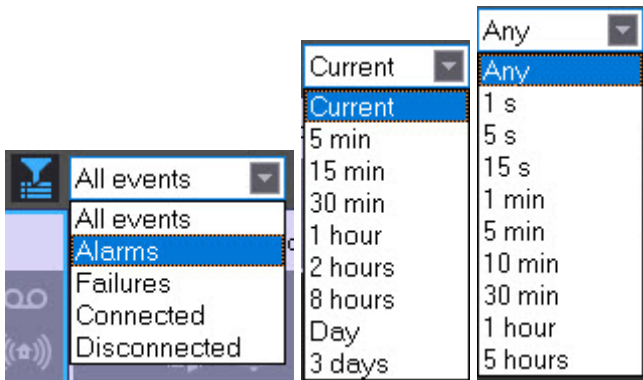 All events
All events
Alarms
Failures
Connected
Disconnected
Current
Current
5 min
15 min
30 min
1 hour
2 hours
8 hours
Day
3 days
Any
Any
1 s
5 s
15 s
1 min
5 min
10 min
30 min
1 hour
5 hours